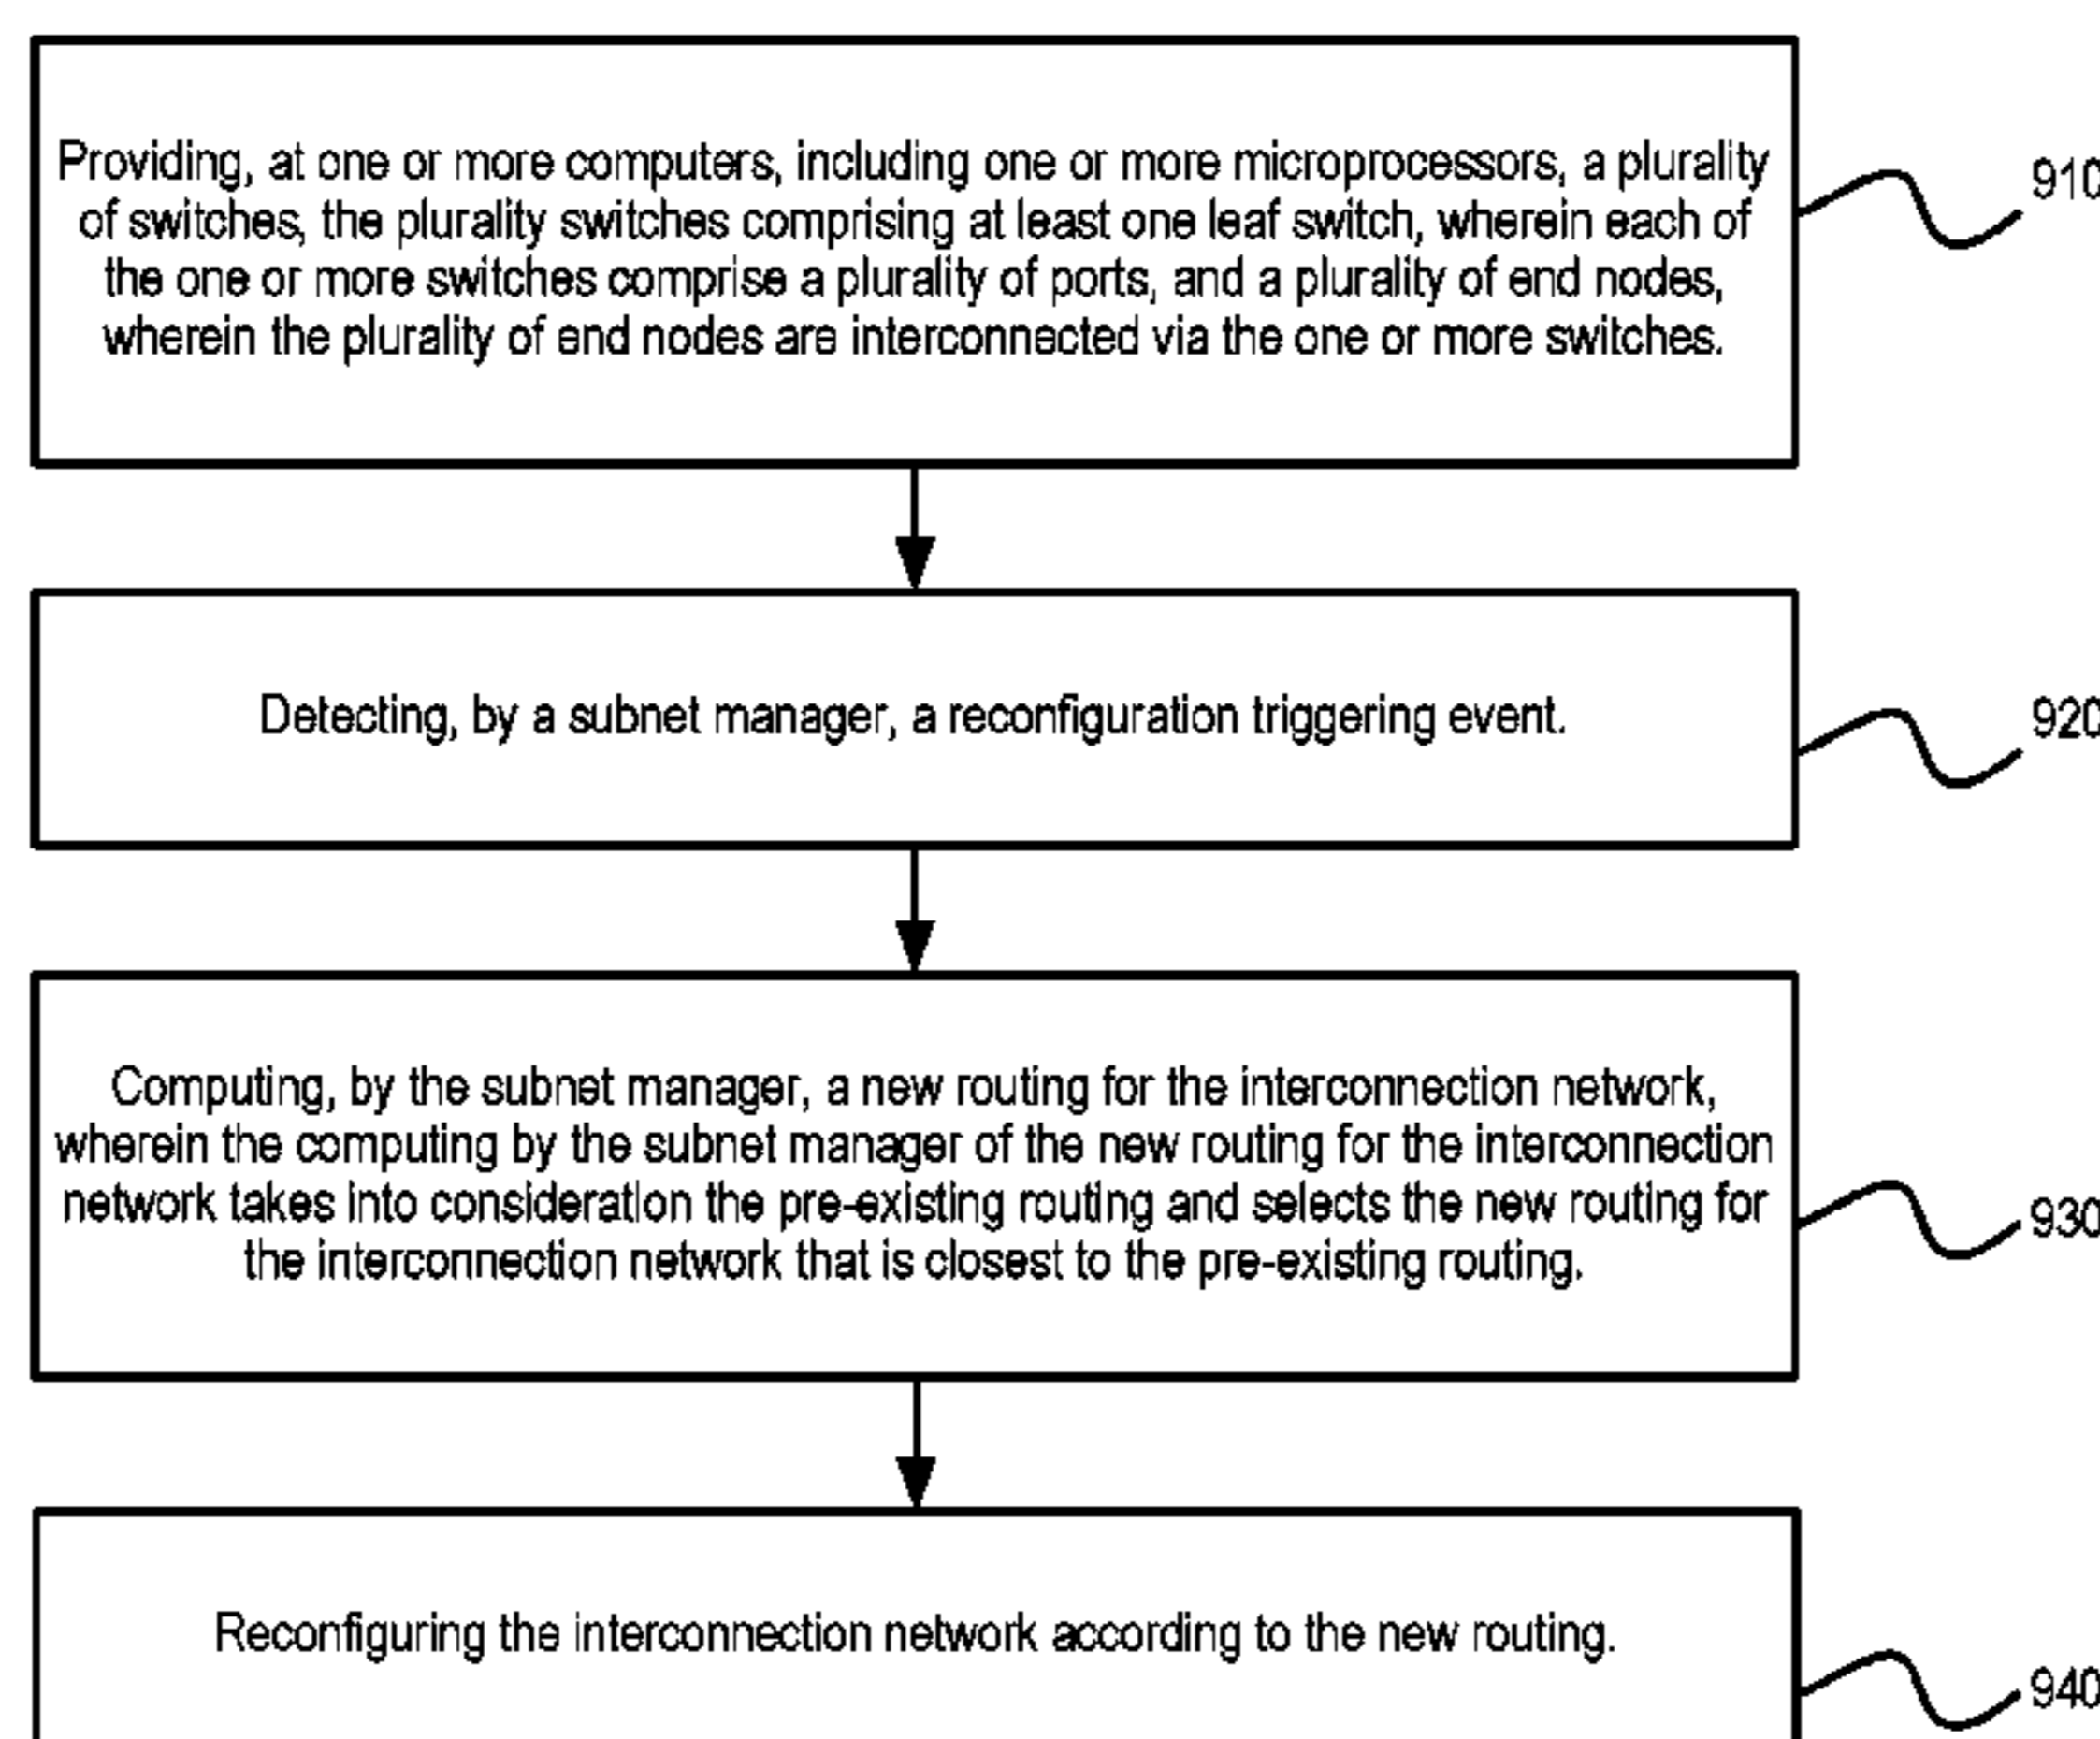 Providing, at one or more computers, including one or more microprocessors, a plurality
of switches, the plurality switches comprising at least one leaf switch, wherein each of
the one or more switches comprise a plurality of ports, and a plurality of end nodes,
wherein the plurality of end nodes are interconnected via the one or more switches.
910
Detecting, by a subnet manager, a reconfiguration triggering event.
920
Computing, by the subnet manager, a new routing for the interconnection network,
wherein the computing by the subnet manager of the new routing for the interconnection
network takes into consideration the pre-existing routing and selects the new routing for
the interconnection network that is closest to the pre-existing routing.
930
Reconfiguring the interconnection network according to the new routing.
940